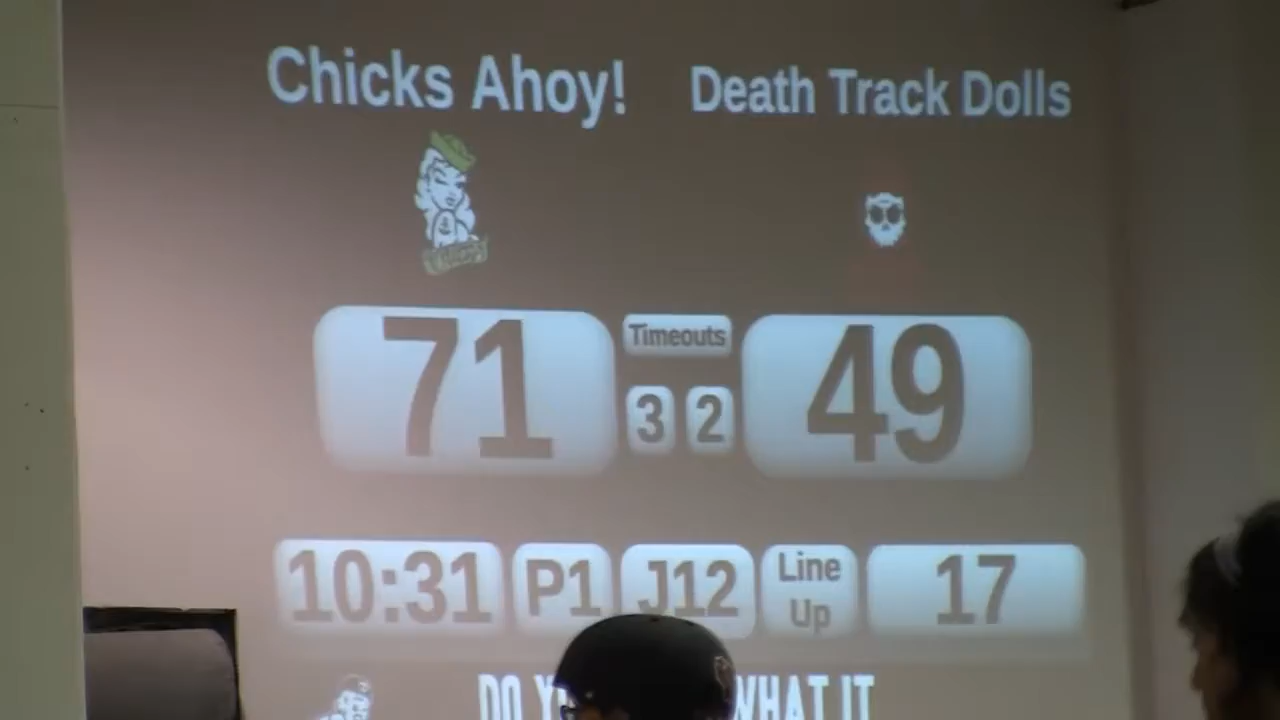 Chicks Ahoy! Death Track Dolls
71 Timeouts 49
3 2
10:31 P1 J12 Line Up 17
DO WHAT IT